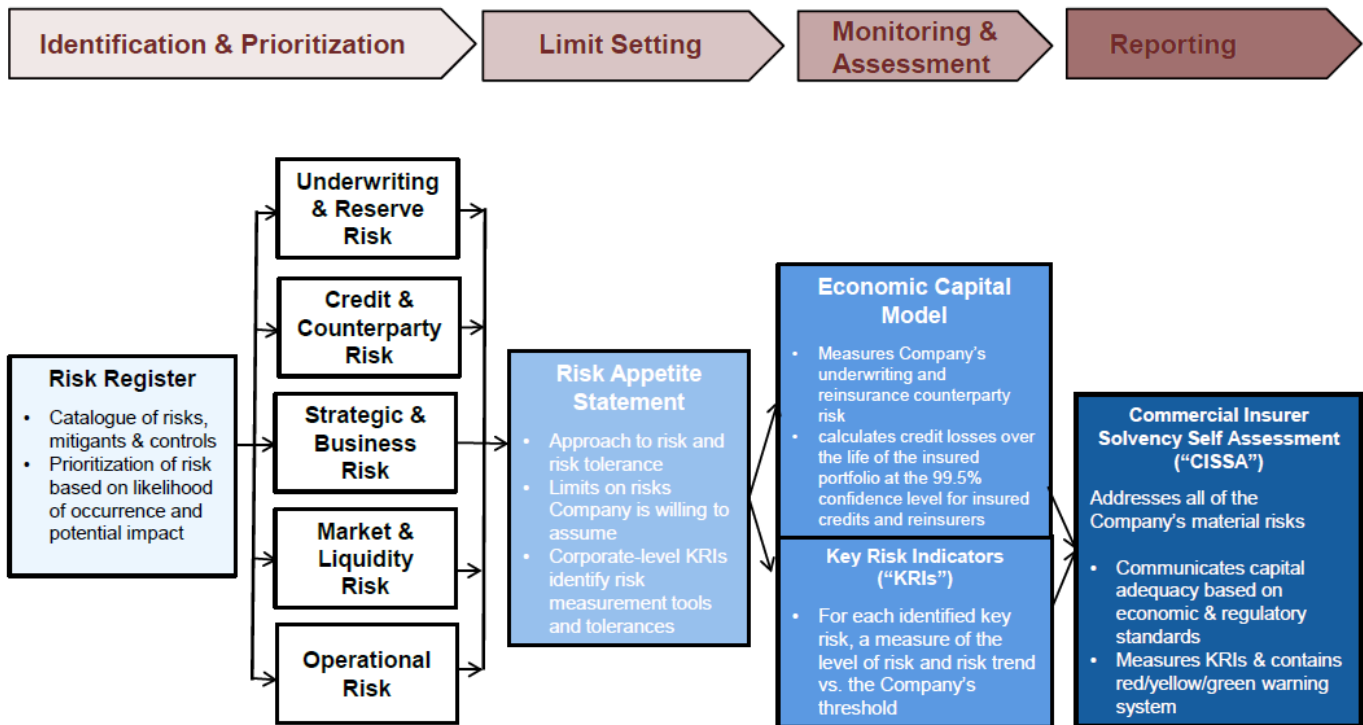 Identification & Prioritization
Limit Setting
Monitoring &
Assessment
Reporting
Risk Register
• Catalogue of risks,
mitigants & controls
• Prioritization of risk
based on likelihood
of occurrence and
potential impact
Underwriting
& Reserve
Risk
Credit &
Counterparty
Risk
Strategic &
Business
Risk
Market &
Liquidity
Risk
Operational
Risk
Risk Appetite
Statement
• Approach to risk and
risk tolerance
• Limits on risks
Company is willing to
assume
• Corporate-level KRIs
identify risk
measurement tools
and tolerances
Economic Capital
Model
• Measures Company's
underwriting and
reinsurance counterparty
risk
• calculates credit losses over
the life of the insured
portfolio at the 99.5%
confidence level for insured
credits and reinsurers
Key Risk Indicators
("KRIs")
• For each identified key
risk, a measure of the
level of risk and risk trend
vs. the Company's
threshold
Commercial Insurer
Solvency Self Assessment
("CISSA")
Addresses all of the
Company's material risks
• Communicates capital
adequacy based on
economic & regulatory
standards
• Measures KRIs & contains
red/yellow/green warning
system